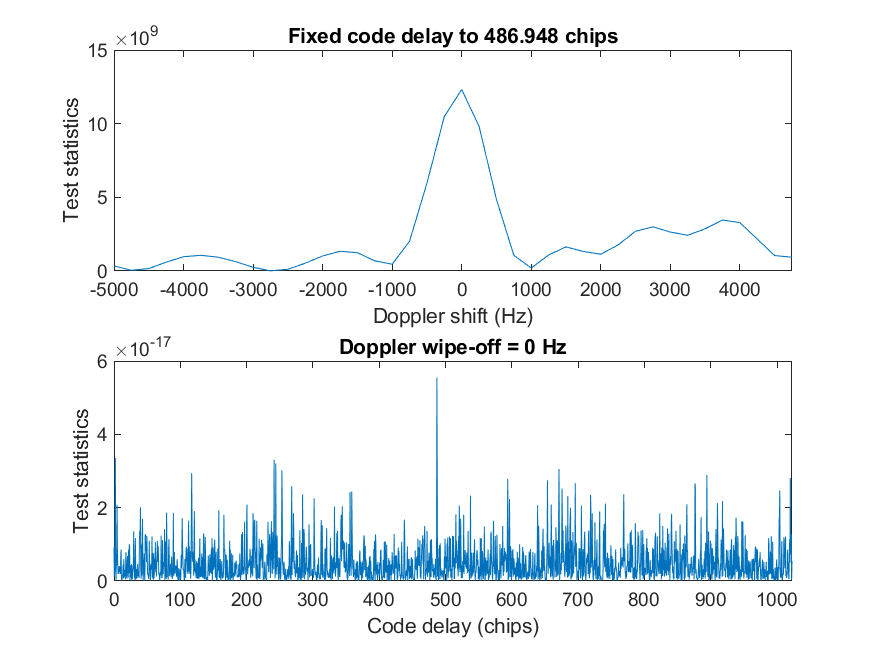 ×10^9
Fixed code delay to 486.948 chips
15
10
5
0
Test statistics
-5000 -4000 -3000 -2000 -1000 0 1000 2000 3000 4000
Doppler shift (Hz)
×10^-17
Doppler wipe-off = 0 Hz
6
4
2
0
Test statistics
0 100 200 300 400 500 600 700 800 900 1000
Code delay (chips)